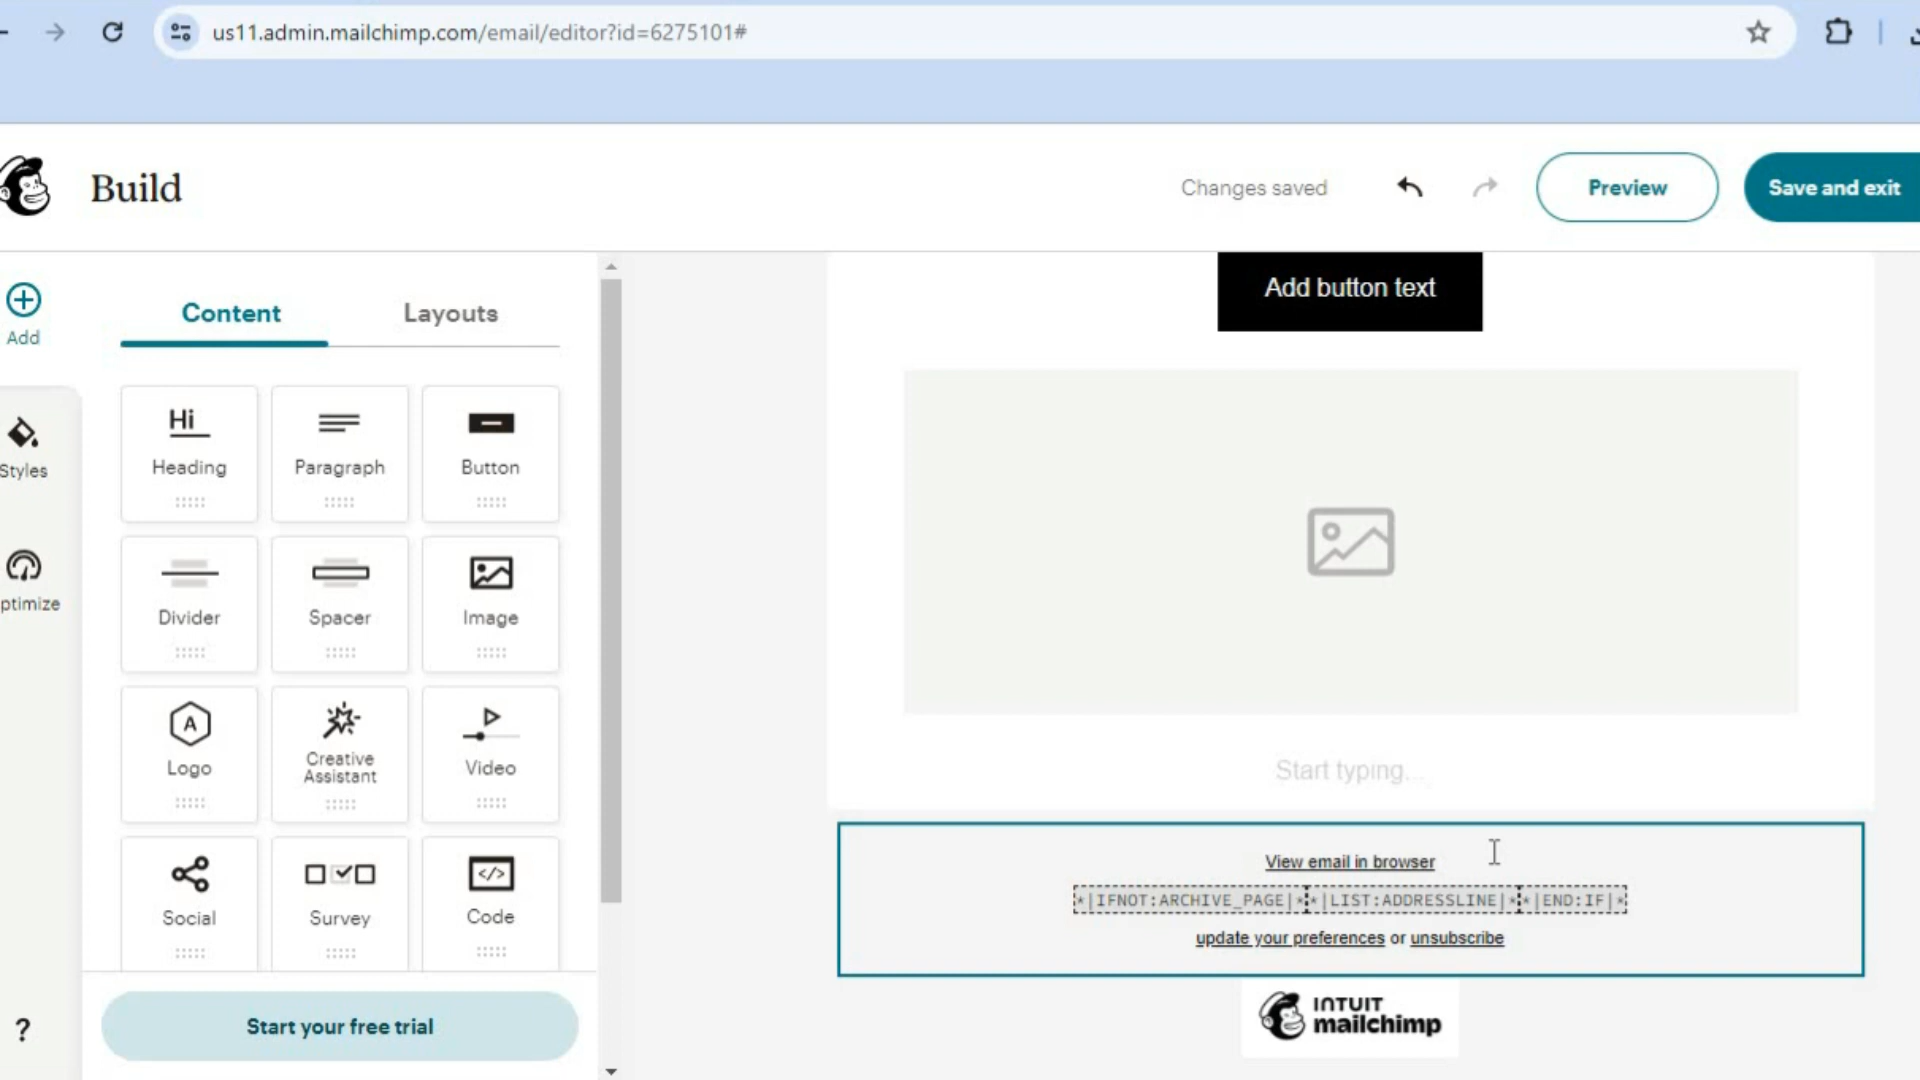 us11.admin.mailchimp.com/email/editor?id=6275101#
Build
Changes saved
Preview
Save and exit
Add
Content
Layouts
Add button text
Hi
Heading
Paragraph
Button
Styles
Divider
Spacer
Image
ptimize
A
Logo
Creative
Assistant
Video
Start typing...
View email in browser
*|IFNOT:ARCHIVE_PAGE|**|LIST:ADDRESSLINE|**|END:IF|*
update your preferences or unsubscribe
</>
Social
Survey
Code
INTUIT
mailchimp
Start your free trial
?